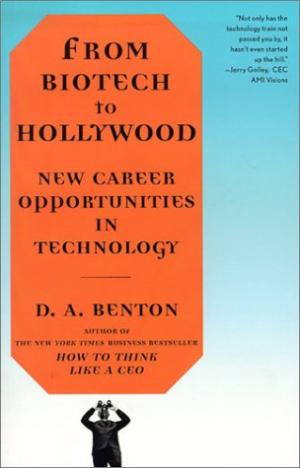 "Not only has the
technology train not
passed you by, it
hasn't even started
up the hill."
—Jerry Golley, CEC
AMI Visions
FROM
BIOTECH
to
HOLLYWOOD
NEW CAREER
OPPORTUNITIES
IN
TECHNOLOGY
D. A. BENTON
AUTHOR OF
THE NEW YORK TIMES BUSINESS BESTSELLER
HOW TO THINK
LIKE A CEO